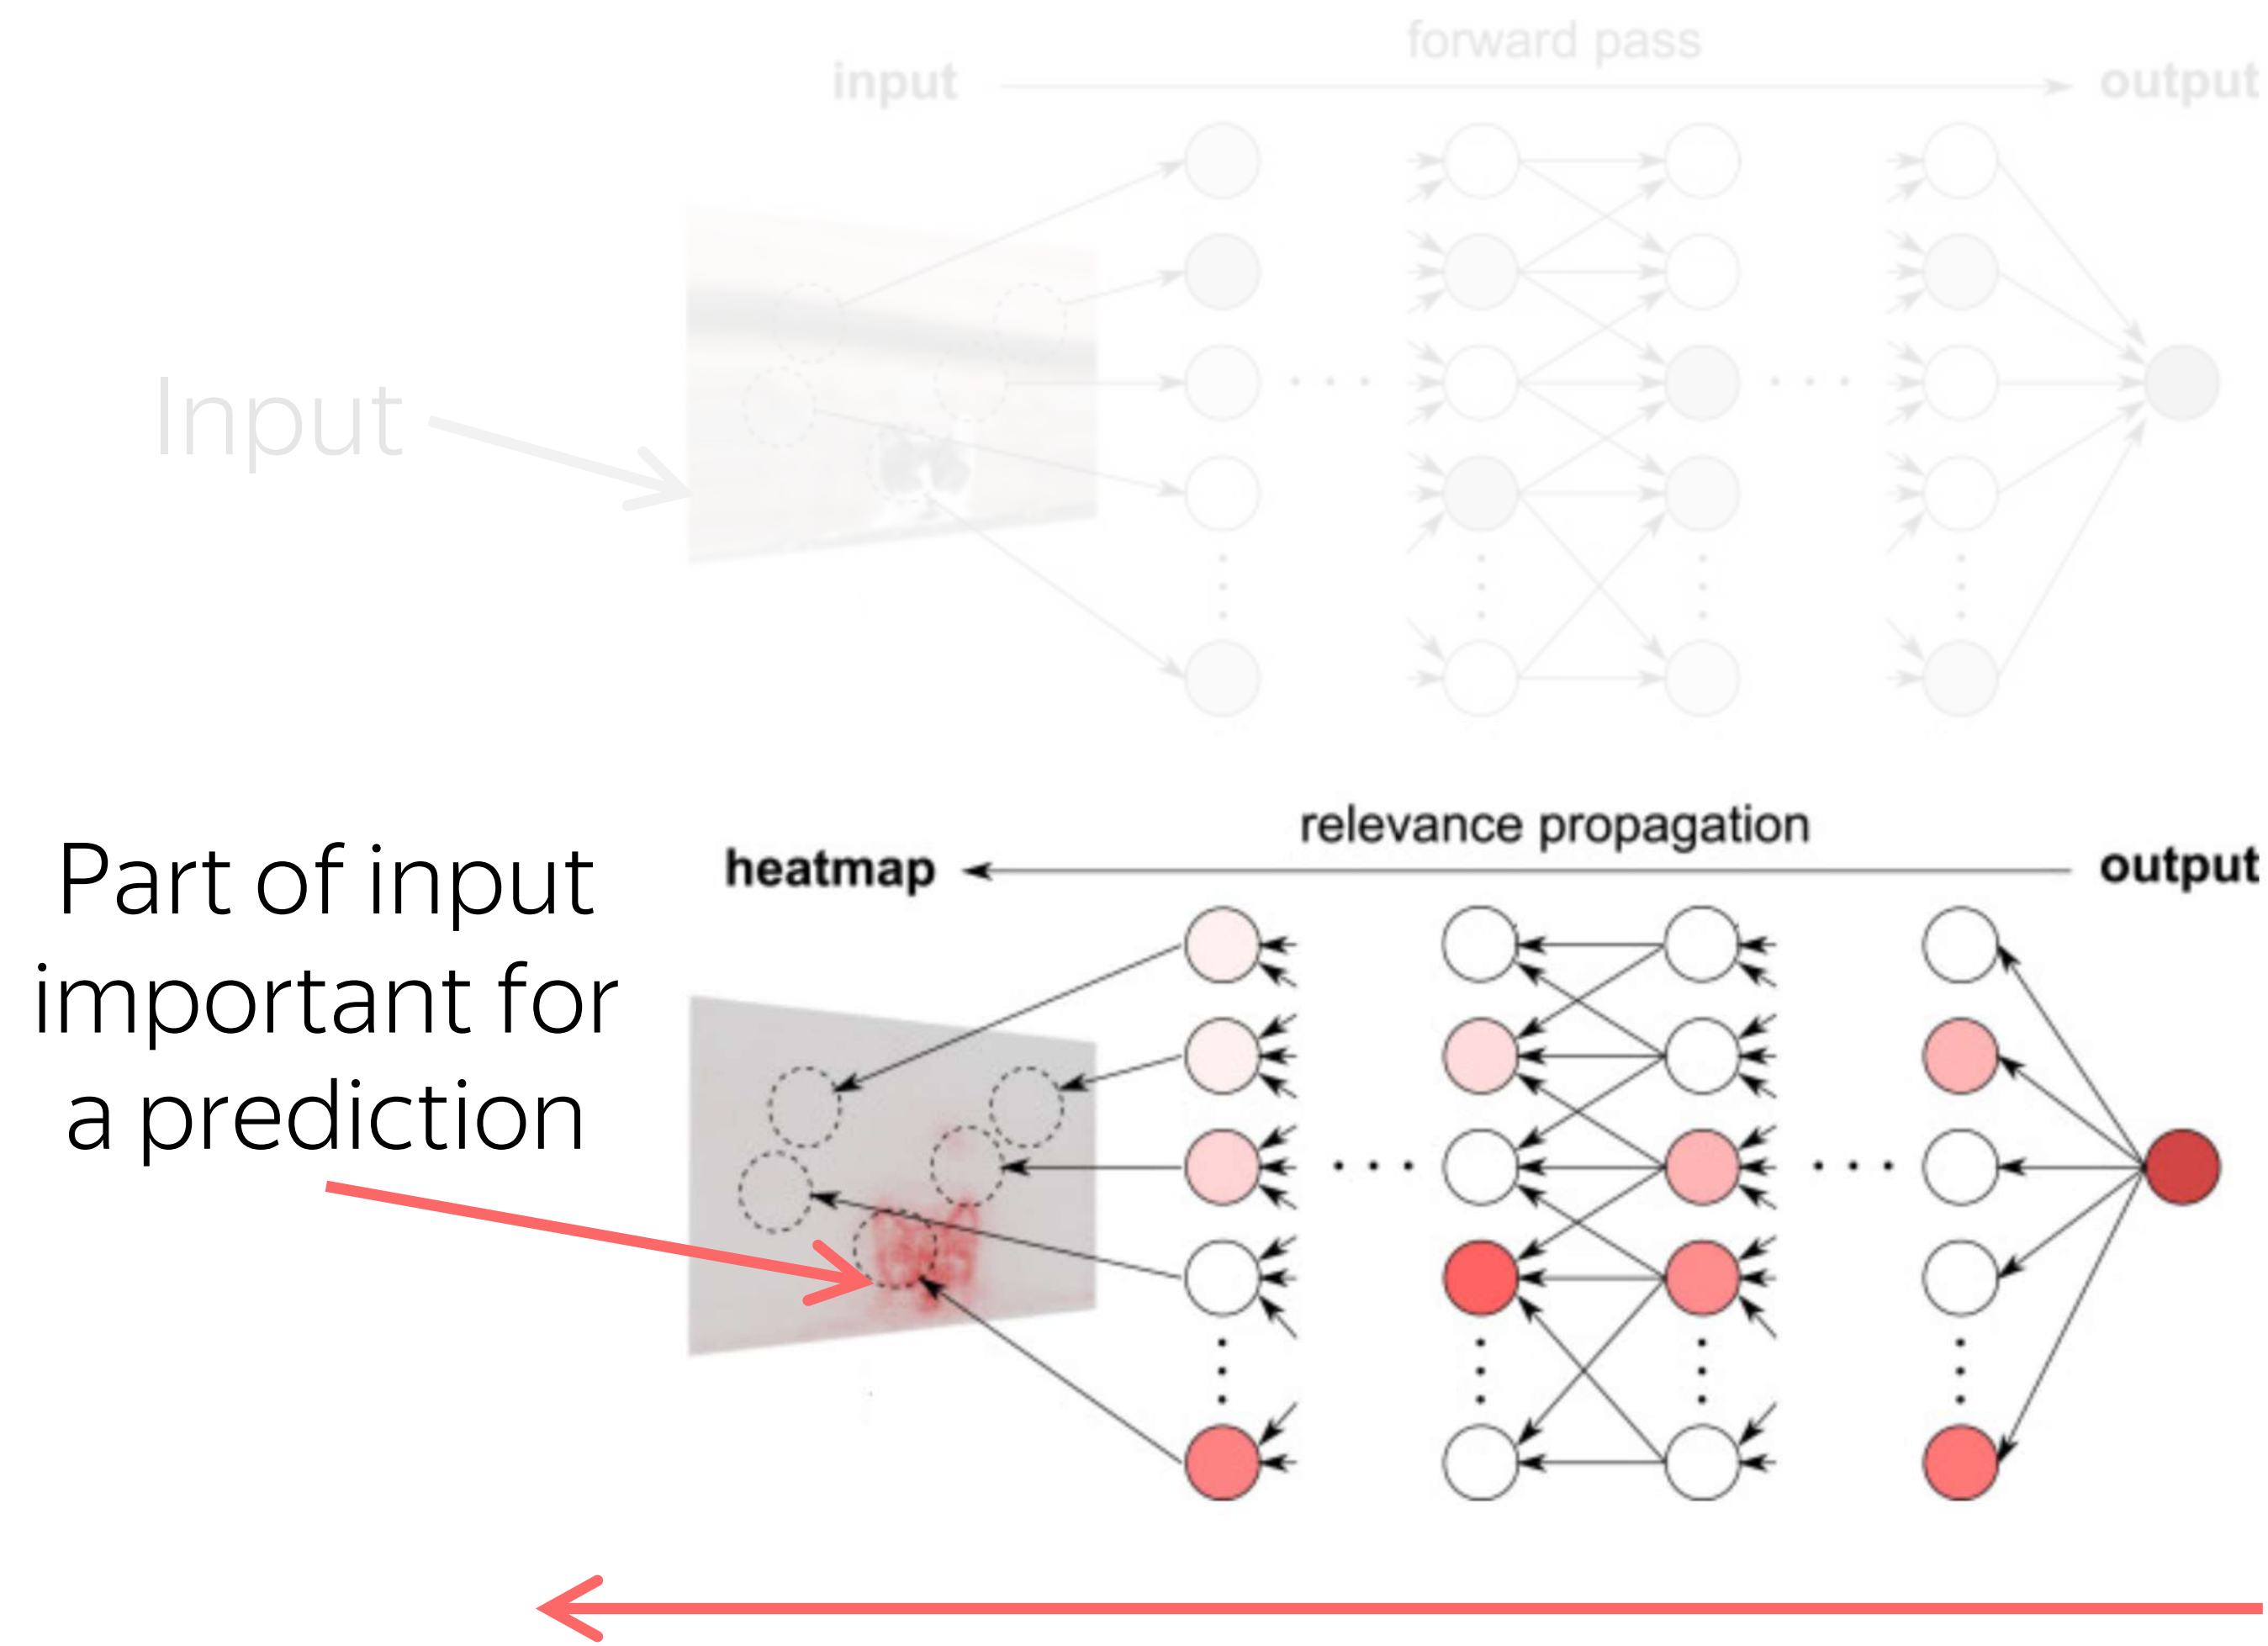 forward pass
input
output
Input
relevance propagation
heatmap
output
Part of input
important for
a prediction